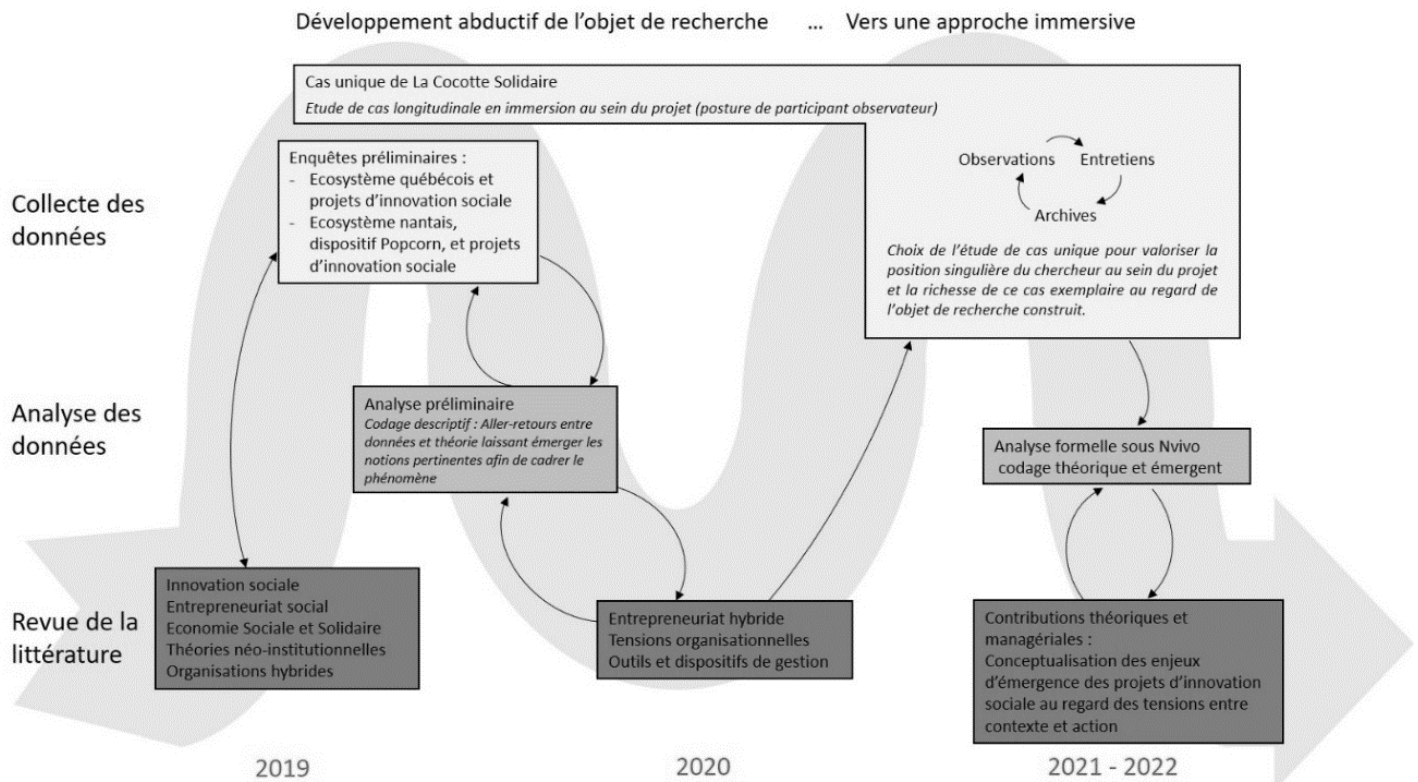 Développement abductif de l’objet de recherche ... Vers une approche immersive
Cas unique de La Cocotte Solidaire
Etude de cas longitudinale en immersion au sein du projet (posture de participant observateur)
Collecte des
données
Enquêtes préliminaires :
- Ecosystème québécois et
projets d’innovation sociale
- Ecosystème nantais,
dispositif Popcorn, et projets
d’innovation sociale
Observations Entretiens
Archives
Choix de l’étude de cas unique pour valoriser la
position singulière du chercheur au sein du projet
et la richesse de ce cas exemplaire au regard de
l’objet de recherche construit.
Analyse des
données
Analyse préliminaire
Codage descriptif : Aller-retours entre
données et théorie laissant émerger les
notions pertinentes afin de cadrer le
phénomène
Analyse formelle sous Nvivo
codage théorique et émergent
Revue de la
littérature
Innovation sociale
Entrepreneuriat social
Economie Sociale et Solidaire
Théories néo-institutionnelles
Organisations hybrides
Entrepreneuriat hybride
Tensions organisationnelles
Outils et dispositifs de gestion
Contributions théoriques et
managériales :
Conceptualisation des enjeux
d’émergence des projets d’innovation
sociale au regard des tensions entre
contexte et action
2019 2020 2021 - 2022